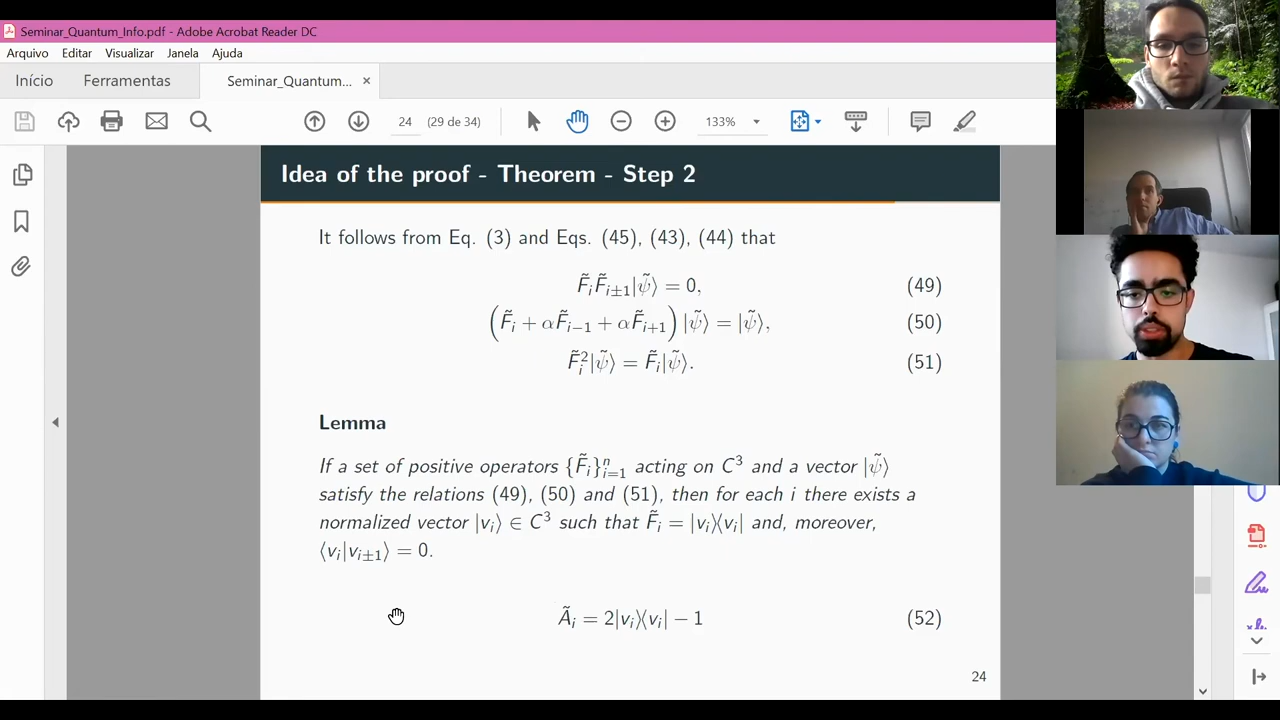 Seminar_Quantum_Info.pdf - Adobe Acrobat Reader DC
Arquivo Editar Visualizar Janela Ajuda
Início Ferramentas Seminar_Quantum... ×
24 (29 de 34) 133%
Idea of the proof - Theorem - Step 2
It follows from Eq. (3) and Eqs. (45), (43), (44) that
F̃ᵢF̃ᵢ±₁|ψ̃⟩ = 0, (49)
(F̃ᵢ + αF̃ᵢ₋₁ + αF̃ᵢ₊₁)|ψ̃⟩ = |ψ̃⟩, (50)
F̃ᵢ²|ψ̃⟩ = F̃ᵢ|ψ̃⟩. (51)
Lemma
If a set of positive operators {F̃ᵢ}ⁿᵢ₌₁ acting on C³ and a vector |ψ̃⟩
satisfy the relations (49), (50) and (51), then for each i there exists a
normalized vector |vᵢ⟩ ∈ C³ such that F̃ᵢ = |vᵢ⟩⟨vᵢ| and, moreover,
⟨vᵢ|vᵢ±₁⟩ = 0.
Ãᵢ = 2|vᵢ⟩⟨vᵢ| − 1 (52)
24